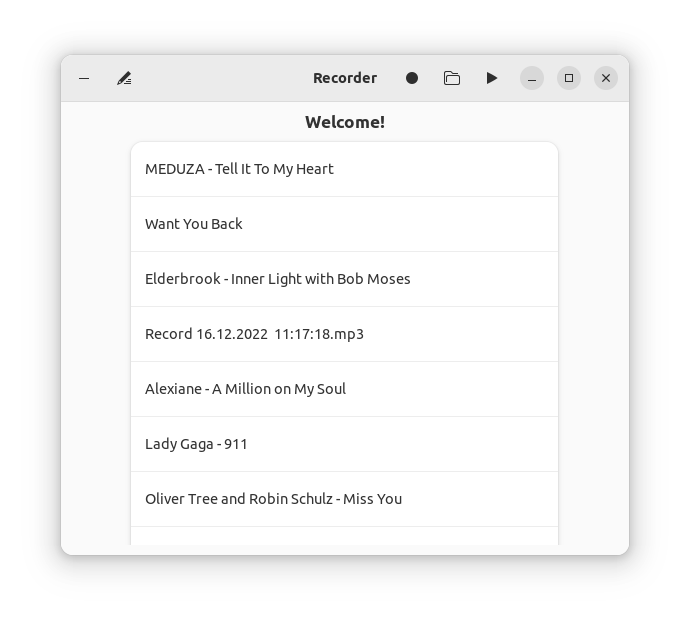 Recorder
Welcome!
MEDUZA - Tell It To My Heart
Want You Back
Elderbrook - Inner Light with Bob Moses
Record 16.12.2022  11:17:18.mp3
Alexiane - A Million on My Soul
Lady Gaga - 911
Oliver Tree and Robin Schulz - Miss You